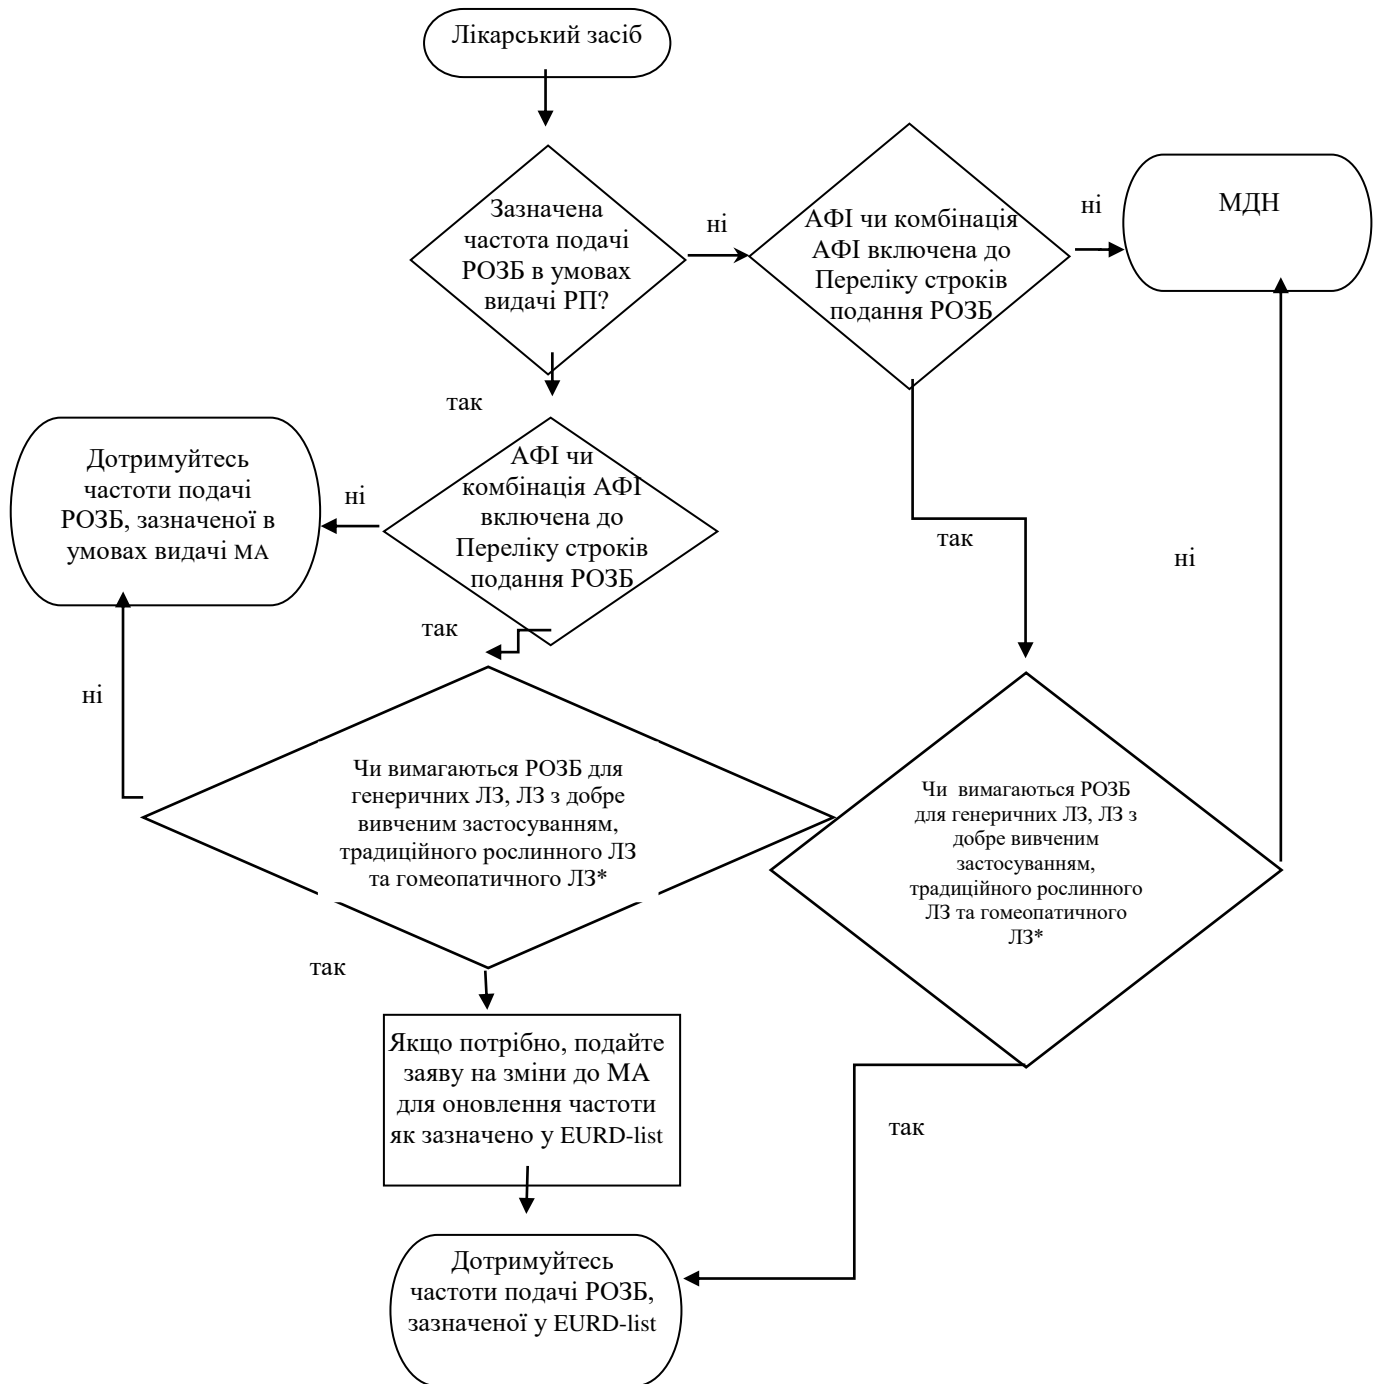 Лікарський засіб
Зазначена
частота подачі
РОЗБ в умовах
видачі РП?
ні
АФІ чи комбінація
АФІ включена до
Переліку строків
подання РОЗБ
ні
МДН
так
Дотримуйтесь
частоти подачі
РОЗБ, зазначеної в
умовах видачі МА
ні
АФІ чи
комбінація АФІ
включена до
Переліку строків
подання РОЗБ
так
ні
так
ні
Чи вимагаються РОЗБ для
генеричних ЛЗ, ЛЗ з добре
вивченим застосуванням,
традиційного рослинного ЛЗ
та гомеопатичного ЛЗ*
Чи вимагаються РОЗБ
для генеричних ЛЗ, ЛЗ з
добре вивченим
застосуванням,
традиційного рослинного
ЛЗ та гомеопатичного
ЛЗ*
так
Якщо потрібно, подайте
заяву на зміни до МА
для оновлення частоти
як зазначено у EURD-list
так
Дотримуйтесь
частоти подачі РОЗБ,
зазначеної у EURD-list